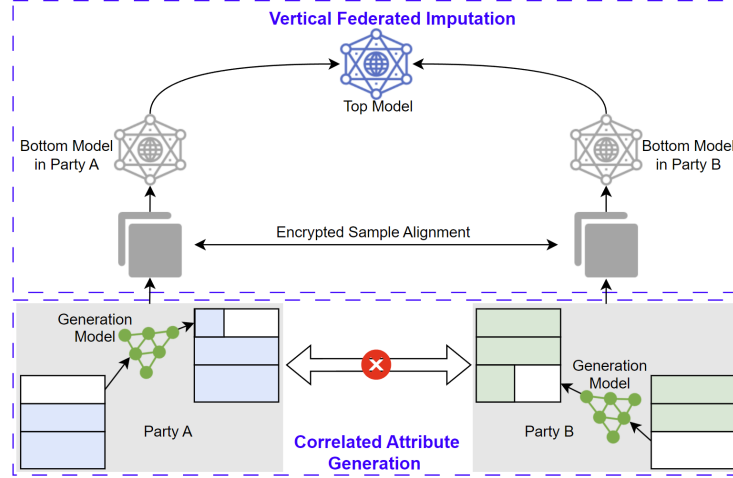 Vertical Federated Imputation
Top Model
Bottom Model
in Party A
Bottom Model
in Party B
Encrypted Sample Alignment
Generation
Model
Generation
Model
Party A
Party B
Correlated Attribute
Generation